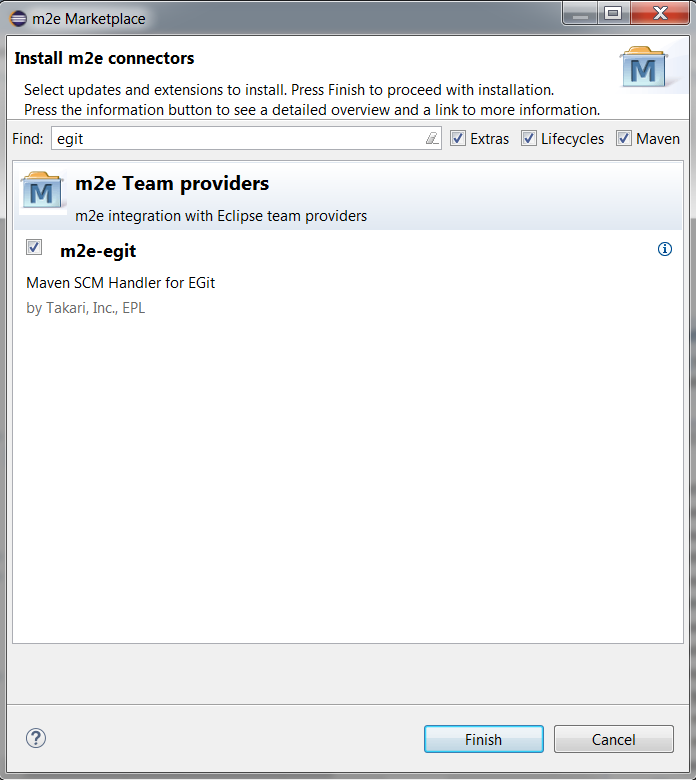 m2e Marketplace
Install m2e connectors
Select updates and extensions to install. Press Finish to proceed with installation.
Press the information button to see a detailed overview and a link to more information.
Find: egit Extras Lifecycles Maven
M
M
m2e Team providers
m2e integration with Eclipse team providers
m2e-egit
Maven SCM Handler for EGit
by Takari, Inc., EPL
Finish Cancel